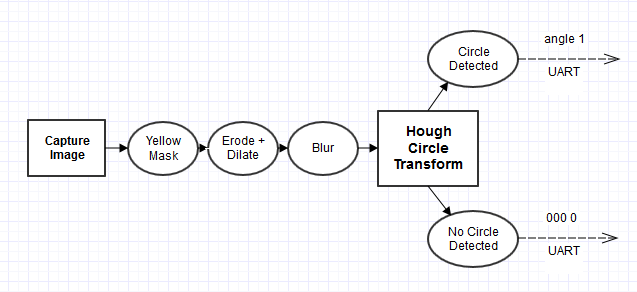 Capture
Image
Yellow
Mask
Erode +
Dilate
Blur
Hough
Circle
Transform
Circle
Detected
angle 1
UART
No Circle
Detected
000 0
UART